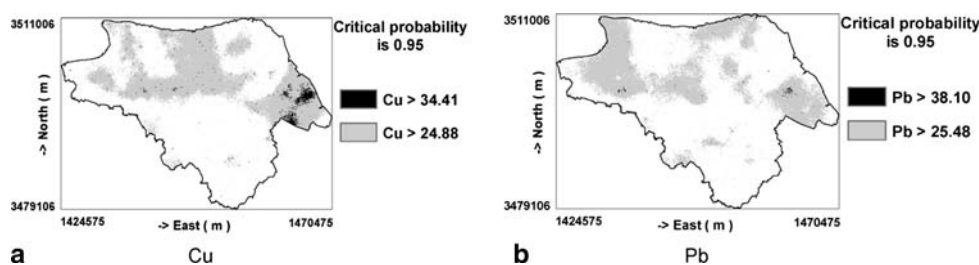 a
3511006
-> North ( m )
3479106
1424575
1470475
-> East ( m )
Critical probability
is 0.95
Cu > 34.41
Cu > 24.88
Cu
b
3511006
-> North ( m )
3479106
1424575
1470475
-> East ( m )
Critical probability
is 0.95
Pb > 38.10
Pb > 25.48
Pb